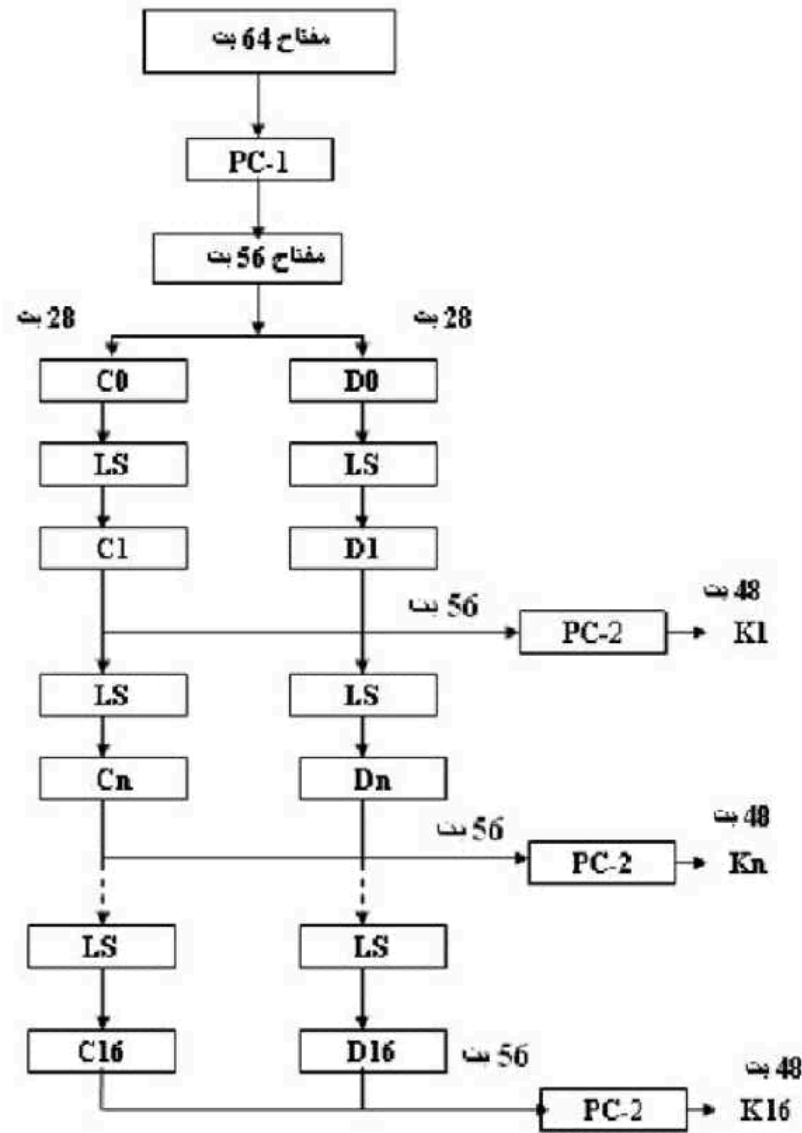 مفتاح 64 بت
PC-1
مفتاح 56 بت
28 بت
28 بت
C0
D0
LS
LS
C1
D1
56 بت
48 بت
PC-2
K1
LS
LS
Cn
Dn
56 بت
48 بت
PC-2
Kn
LS
LS
C16
D16
56 بت
48 بت
PC-2
K16